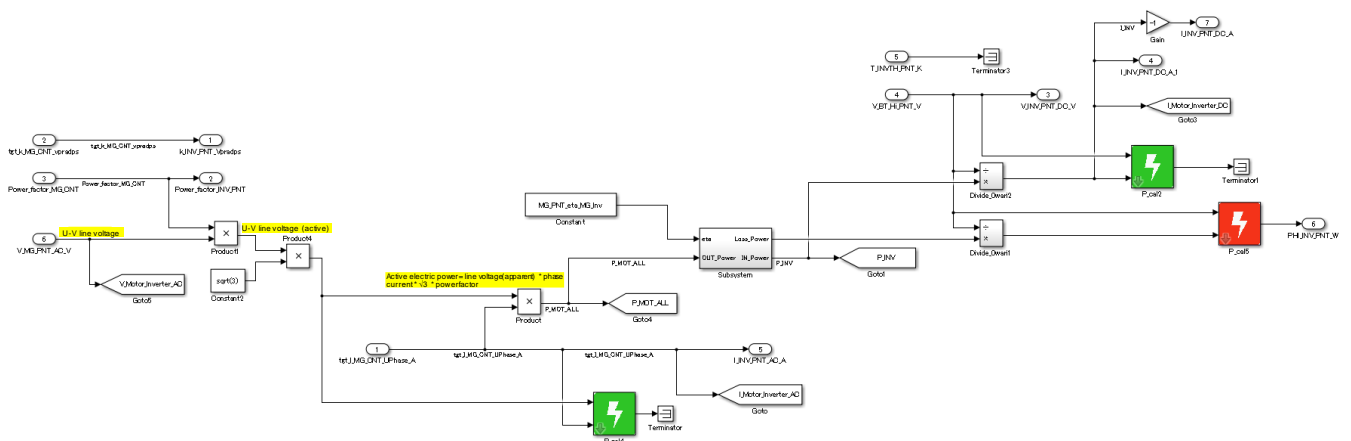 -1
7
I_INV
Gain
I_INV_PNT_DC_A
5
T_INVTH_PNT_K
Terminator3
4
I_INV_PNT_DC_A_1
4
V_BT_Hi_PNT_V
3
V_INV_PNT_DC_V
I_Motor_Inverter_DC
Goto3
2
tgt_k_MG_CNT_vpradps
tgt_k_MG_CNT_vpradps
1
k_INV_PNT_Vpradps
3
Power_factor_MG_CNT
Power_factor_MG_CNT
2
Power_factor_INV_PNT
÷
×
Divide_0wari2
P_cal2
Terminator1
MG_PNT_eta_MG_Inv
Constant
U-V line voltage
6
V_MG_PNT_AC_V
×
Product1
U-V line voltage (active)
Product4
×
÷
×
Divide_0wari1
P_cal5
6
PHI_INV_PNT_W
eta
Loss_Power
OUT_Power
IN_Power
Subsystem
P_MOT_ALL
P_INV
P_INV
Goto1
V_Motor_Inverter_AC
Goto5
sqrt(3)
Constant2
Active electric power= line voltage(apparent) * phase
current * √3 * powerfactor
×
Product
P_MOT_ALL
P_MOT_ALL
Goto4
1
tgt_I_MG_CNT_UPhase_A
tgt_I_MG_CNT_UPhase_A
tgt_I_MG_CNT_UPhase_A
5
I_INV_PNT_AC_A
I_Motor_Inverter_AC
Goto
Terminator